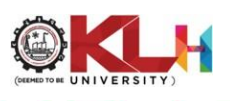 KLH
(DEEMED TO BE UNIVERSITY)